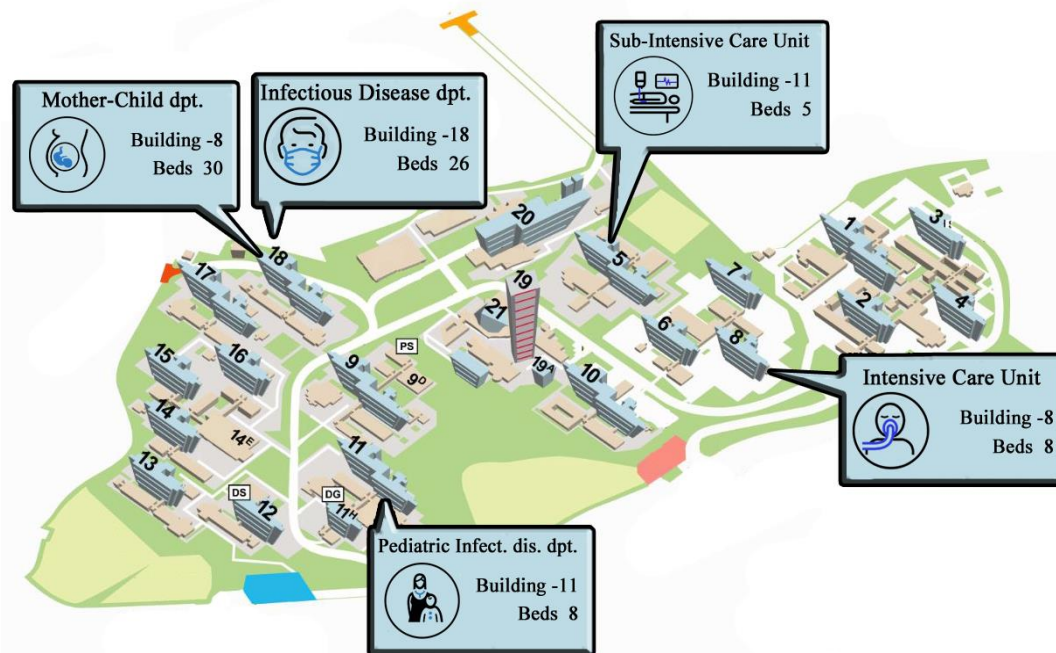 Sub-Intensive Care Unit
Building -11
Beds 5
Mother-Child dpt.
Building -8
Beds 30
Infectious Disease dpt.
Building -18
Beds 26
20
18
17
19
21
5
7
1
3
2
4
6
8
15
16
9
PS
9D
19A
10
14
14E
13
11
DS
DG
12
11H
Intensive Care Unit
Building -8
Beds 8
Pediatric Infect. dis. dpt.
Building -11
Beds 8